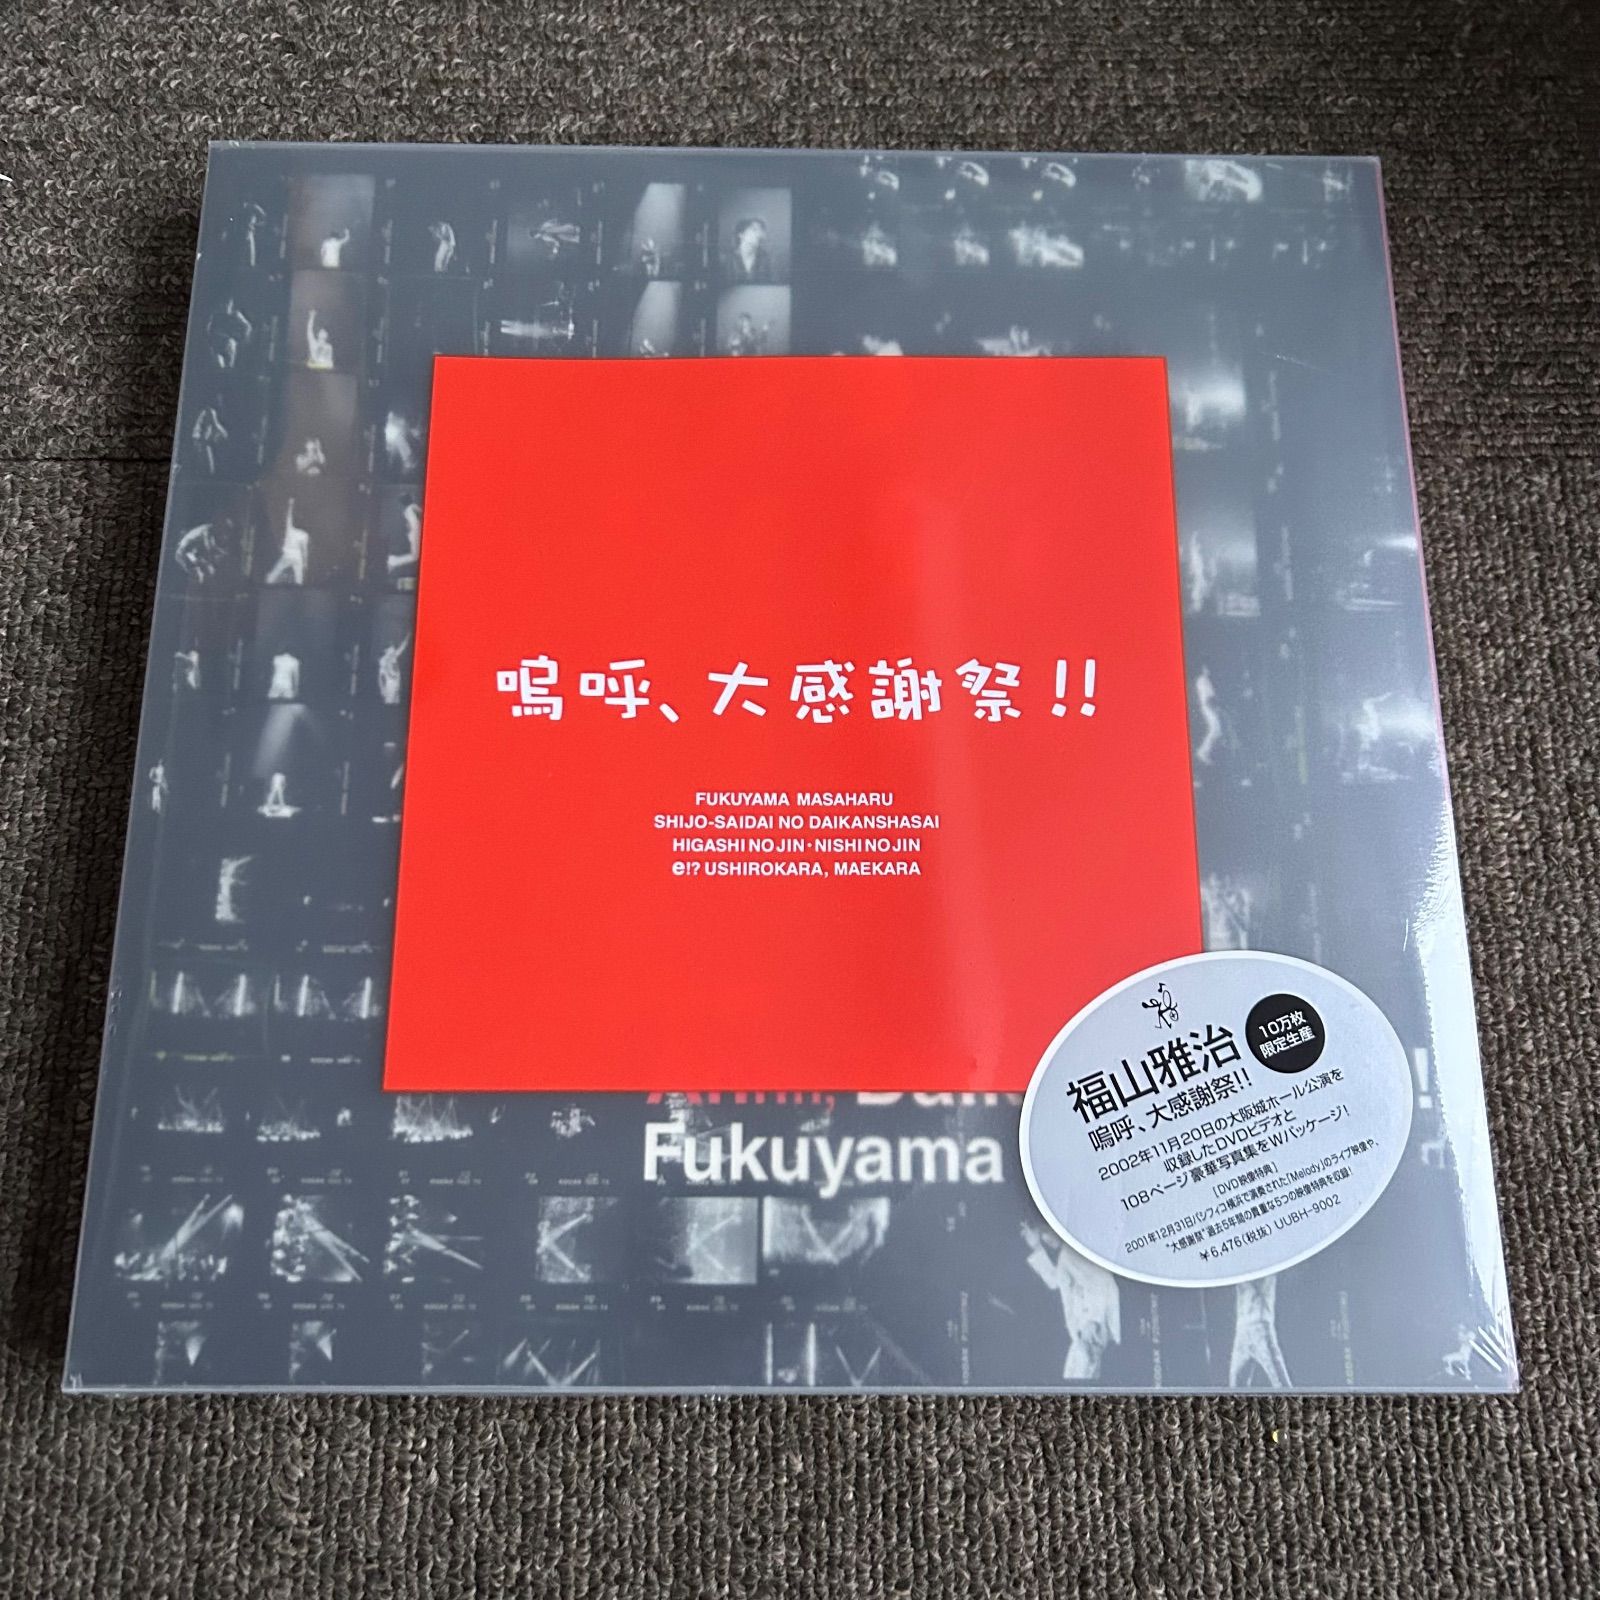 嗚呼、大感謝祭!!
FUKUYAMA MASAHARU
SHIJO-SAIDAI NO DAIKANSHASAI
HIGASHI NO JIN・NISHI NO JIN
e!? USHIROKARA, MAEKARA
Fukuyama
10万枚
限定生産
福山雅治
嗚呼、大感謝祭!!
2002年11月20日の大阪城ホール公演を
収録したDVDビデオと
108ページ豪華写真集をWパッケージ!
[DVD映像特典]
2001年12月31日パシフィコ横浜で演奏された「Melody」のライブ映像や、
"大感謝祭"過去5年間の貴重な5つの映像特典を収録!
¥6,476(税抜) UUBH-9002